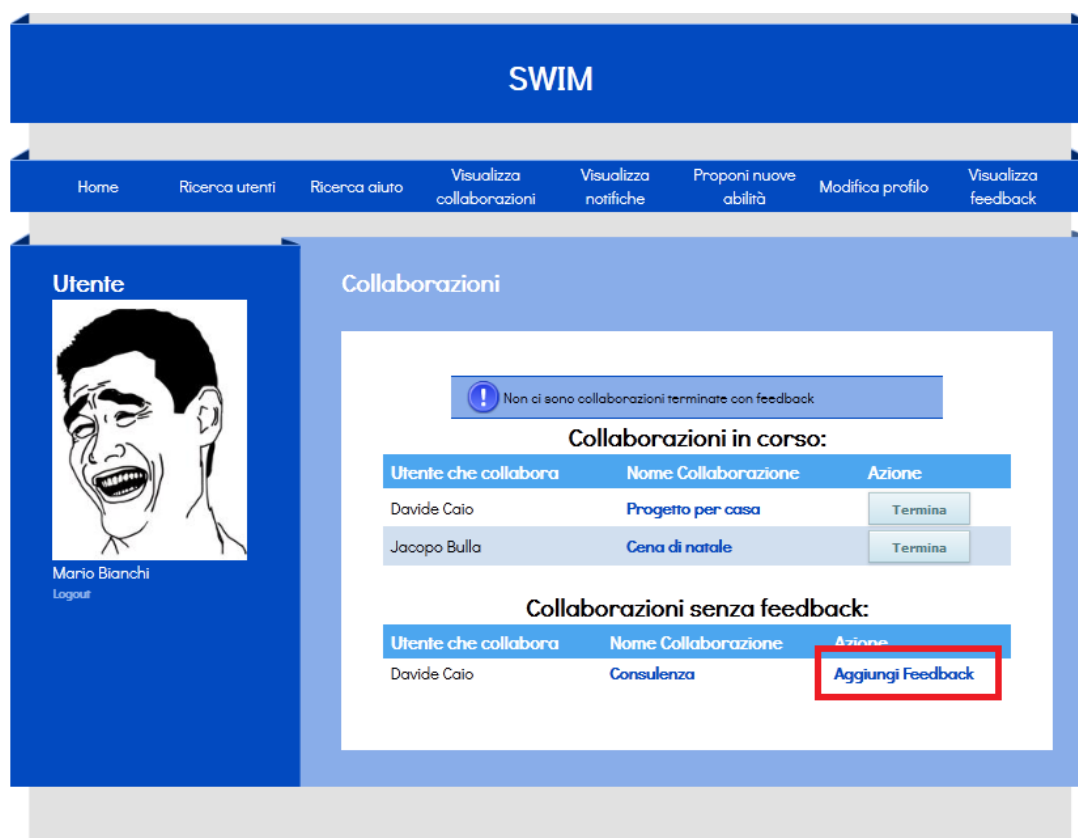 SWIM
Home Ricerca utenti Ricerca aiuto Visualizza collaborazioni Visualizza notifiche Proponi nuove abilità Modifica profilo Visualizza feedback
Utente
Mario Bianchi
Logout
Collaborazioni
! Non ci sono collaborazioni terminate con feedback
Collaborazioni in corso:
Utente che collabora Nome Collaborazione Azione
Davide Caio Progetto per casa Termina
Jacopo Bulla Cena di natale Termina
Collaborazioni senza feedback:
Utente che collabora Nome Collaborazione Azione
Davide Caio Consulenza Aggiungi Feedback